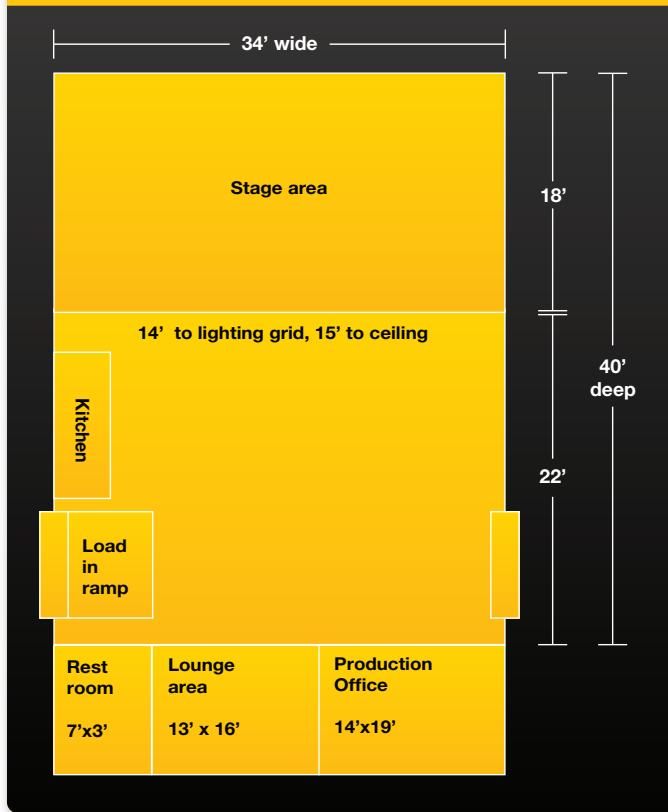 34’ wide
Stage area
18’
14’ to lighting grid, 15’ to ceiling
40’
deep
Kitchen
22’
Load
in
ramp
Rest
room
7’x3’
Lounge
area
13’ x 16’
Production
Office
14’x19’